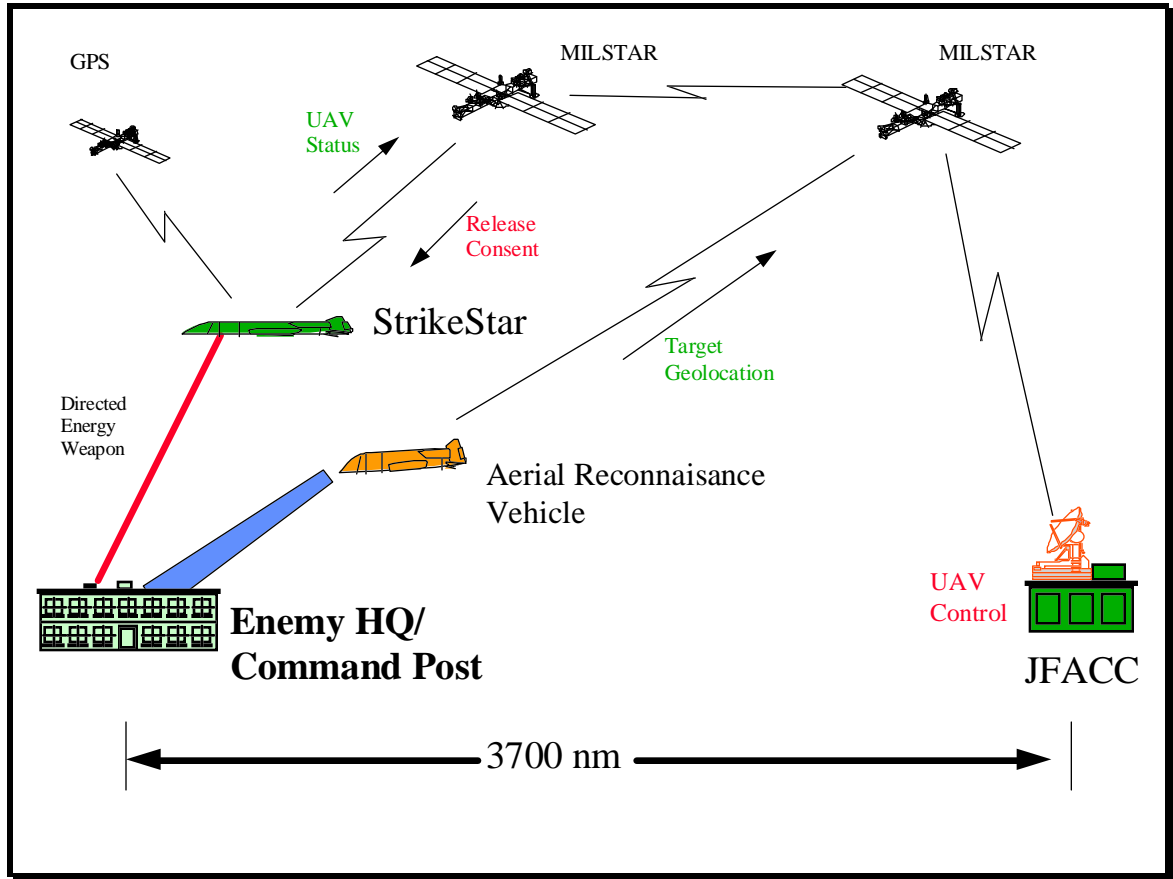 GPS
MILSTAR
MILSTAR
UAV
Status
Release
Consent
StrikeStar
Target
Geolocation
Directed
Energy
Weapon
Aerial Reconnaisance
Vehicle
UAV
Control
Enemy HQ/
Command Post
JFACC
3700 nm